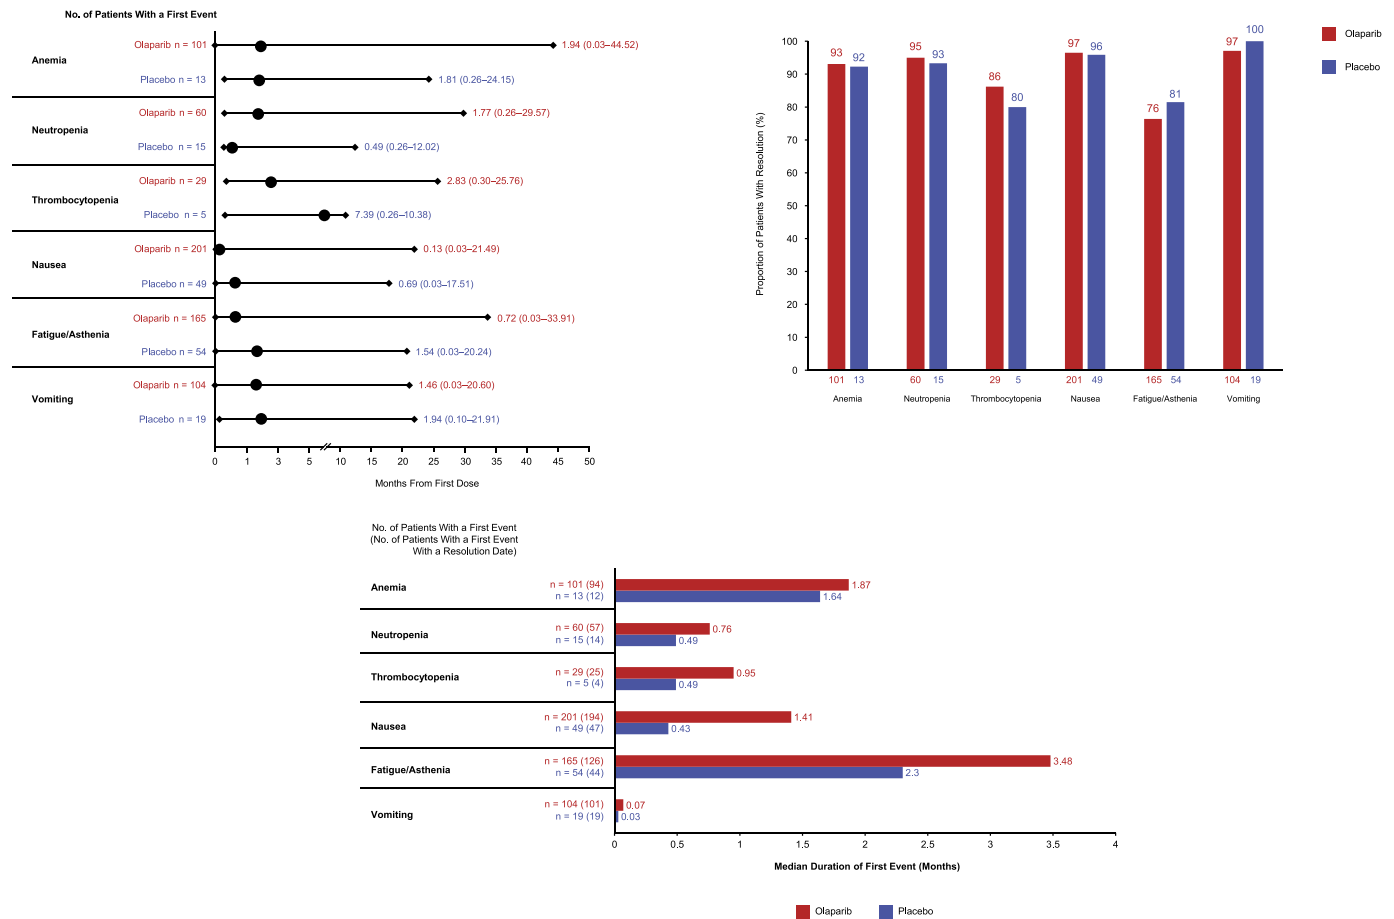 No. of Patients With a First Event
Olaparib n = 101
1.94 (0.03–44.52)
Anemia
Placebo n = 13
1.81 (0.26–24.15)
Olaparib n = 60
1.77 (0.26–29.57)
Neutropenia
Placebo n = 15
0.49 (0.26–12.02)
Olaparib n = 29
2.83 (0.30–25.76)
Thrombocytopenia
Placebo n = 5
7.39 (0.26–10.38)
Olaparib n = 201
0.13 (0.03–21.49)
Nausea
Placebo n = 49
0.69 (0.03–17.51)
Olaparib n = 165
0.72 (0.03–33.91)
Fatigue/Asthenia
Placebo n = 54
1.54 (0.03–20.24)
Olaparib n = 104
1.46 (0.03–20.60)
Vomiting
Placebo n = 19
1.94 (0.10–21.91)
0 1 3 5 10 15 20 25 30 35 40 45 50
Months From First Dose
Proportion of Patients With Resolution (%)
100
90
80
70
60
50
40
30
20
10
0
93 92 95 93 86 80 97 96 76 81 97 100
101 13 60 15 29 5 201 49 165 54 104 19
Anemia Neutropenia Thrombocytopenia Nausea Fatigue/Asthenia Vomiting
Olaparib
Placebo
No. of Patients With a First Event
(No. of Patients With a First Event
With a Resolution Date)
Anemia
n = 101 (94)
1.87
n = 13 (12)
1.64
Neutropenia
n = 60 (57)
0.76
n = 15 (14)
0.49
Thrombocytopenia
n = 29 (25)
0.95
n = 5 (4)
0.49
Nausea
n = 201 (194)
1.41
n = 49 (47)
0.43
Fatigue/Asthenia
n = 165 (126)
3.48
n = 54 (44)
2.3
Vomiting
n = 104 (101)
0.07
n = 19 (19)
0.03
0 0.5 1 1.5 2 2.5 3 3.5 4
Median Duration of First Event (Months)
Olaparib Placebo